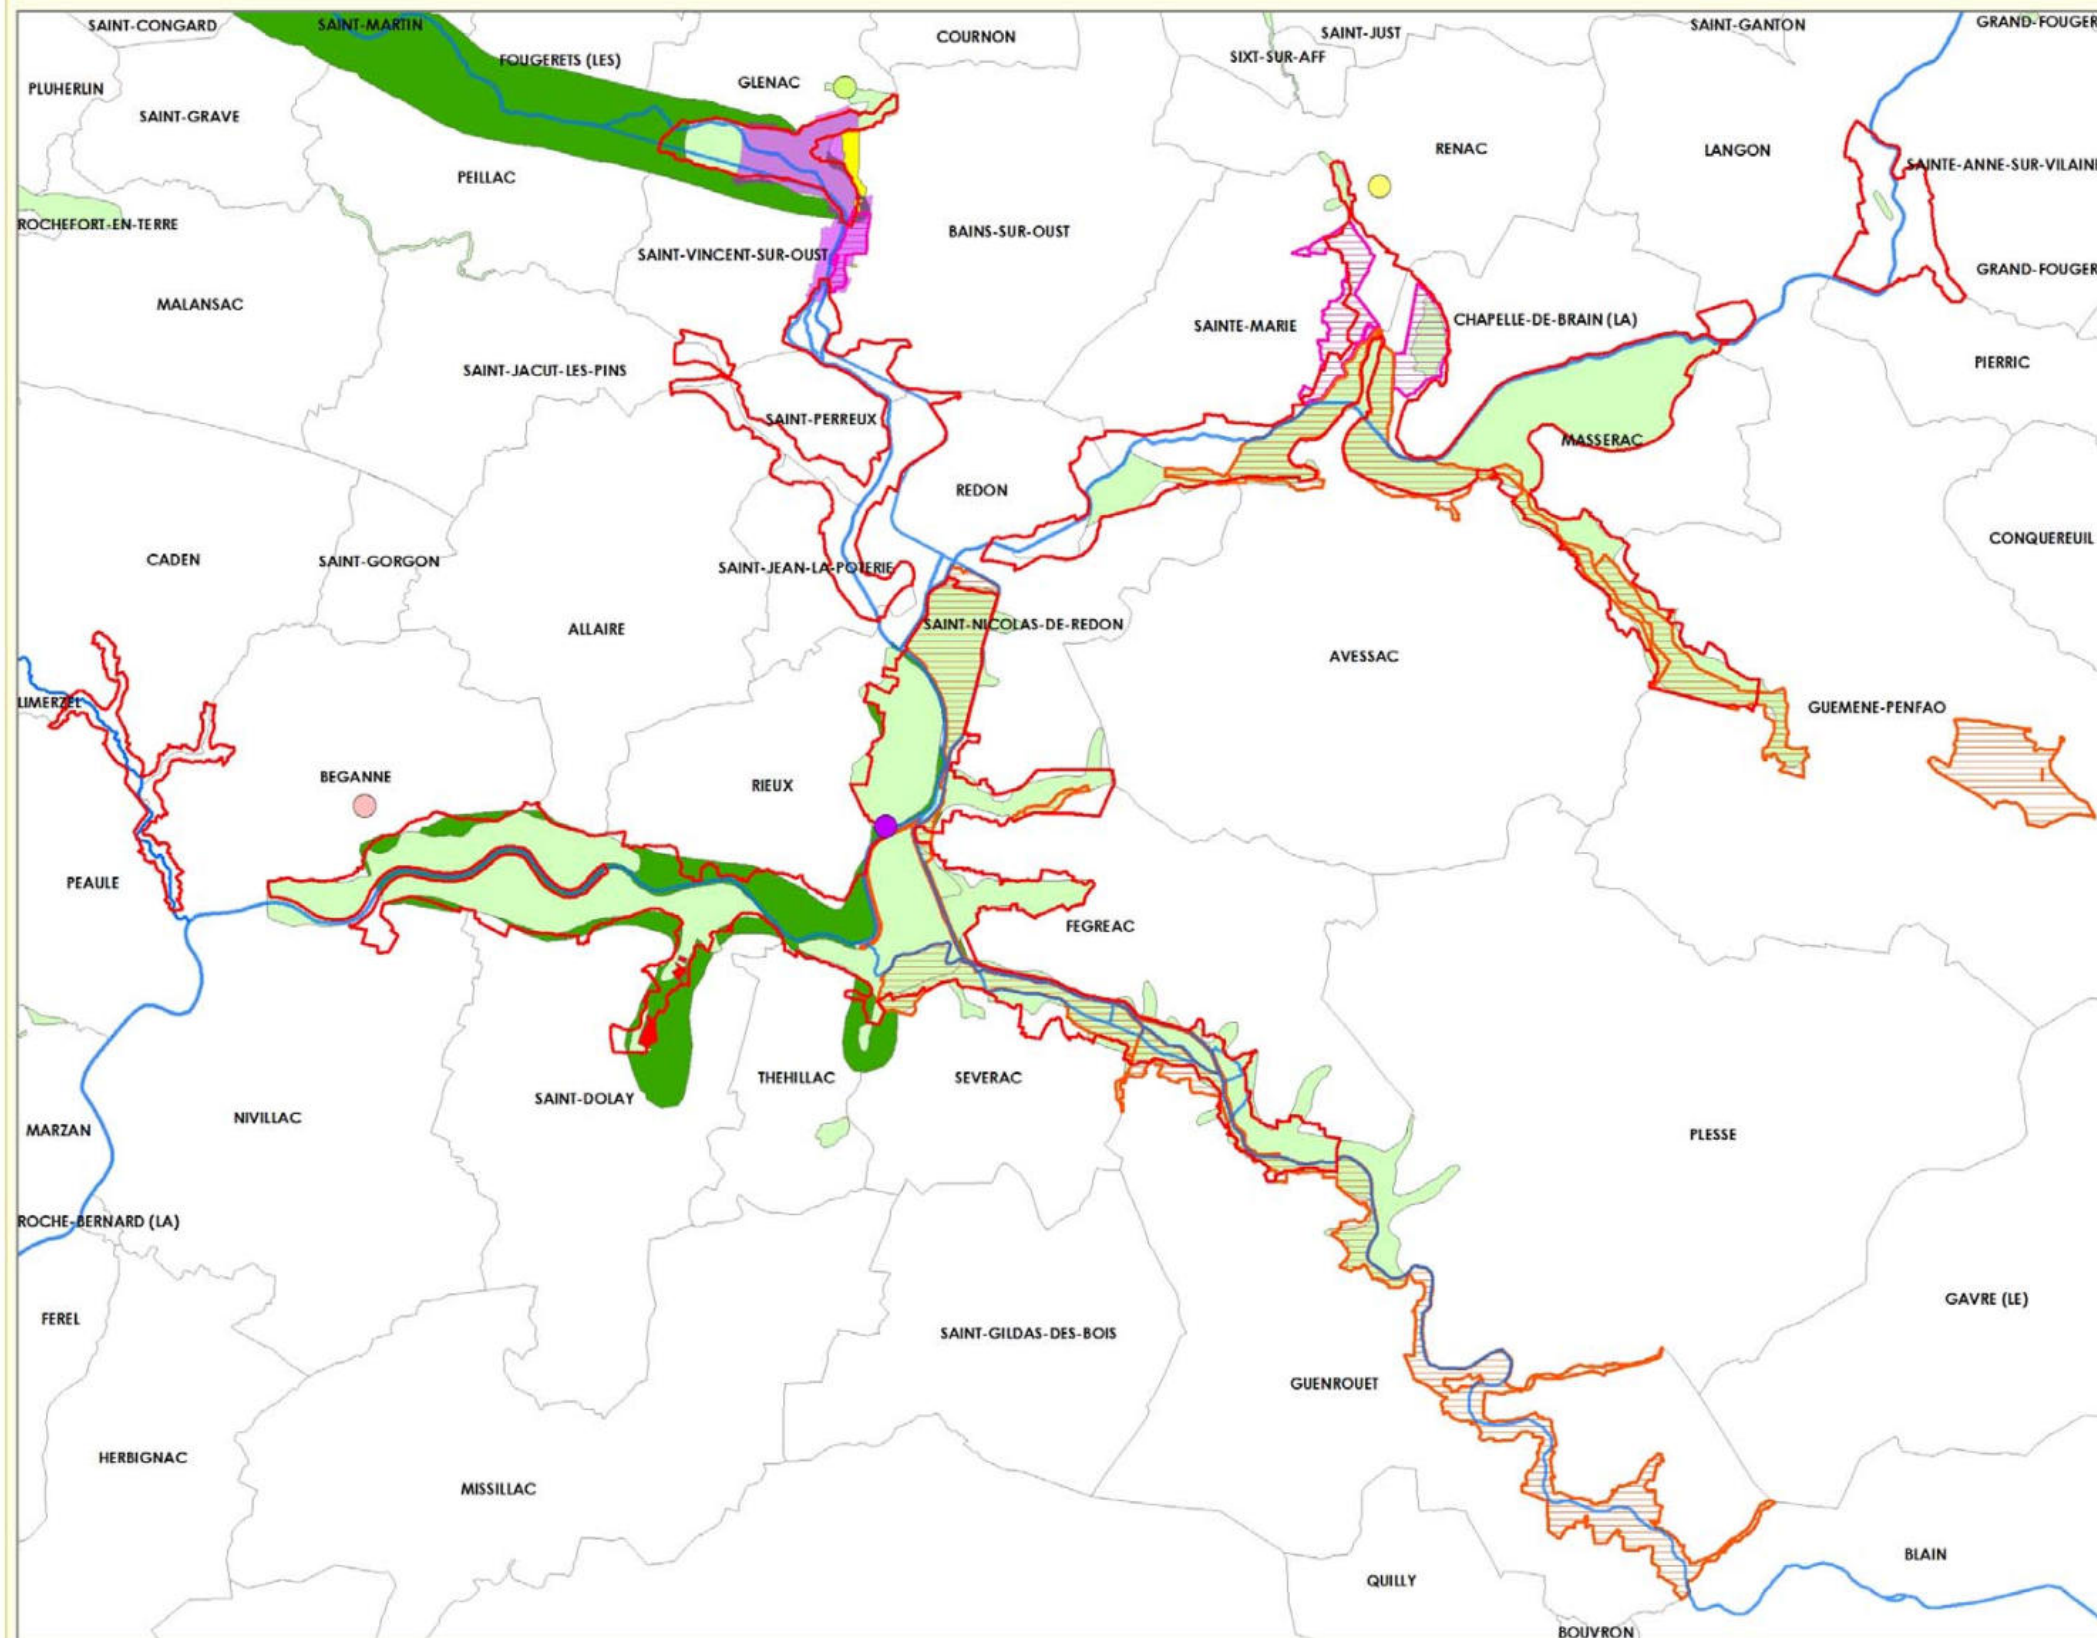 SAINT-CONGARD
SAINT-MARTIN
COURNON
SAINT-JUST
SAINT-GANTON
GRAND-FOUGER
FOUGERETS (LES)
SIXT-SUR-AFF
PLUHERLIN
GLENAC
SAINT-GRAVE
RENAC
LANGON
SAINTE-ANNE-SUR-VILAINE
PEILLAC
ROCHEFORT-EN-TERRE
BAINS-SUR-OUST
SAINT-VINCENT-SUR-OUST
GRAND-FOUGER
MALANSAC
SAINTE-MARIE
CHAPELLE-DE-BRAIN (LA)
PIERRIC
SAINT-JACUT-LES-PINS
SAINT-PERREUX
MASSERAC
REDON
CONQUEREUIL
CADEN
SAINT-GORGON
SAINT-JEAN-LA-POTERIE
ALLAIRE
SAINT-NICOLAS-DE-REDON
AVESSAC
LIMERZEL
GUEMENE-PENFAO
BEGANNE
RIEUX
PEAULE
FEGREAC
THEHILLAC
SEVERAC
SAINT-DOLAY
NIVILLAC
MARZAN
PLESSE
ROCHE-BERNARD (LA)
GAVRE (LE)
FEREL
SAINT-GILDAS-DES-BOIS
GUENROUET
HERBIGNAC
MISSILLAC
BLAIN
QUILLY
BOUVRON